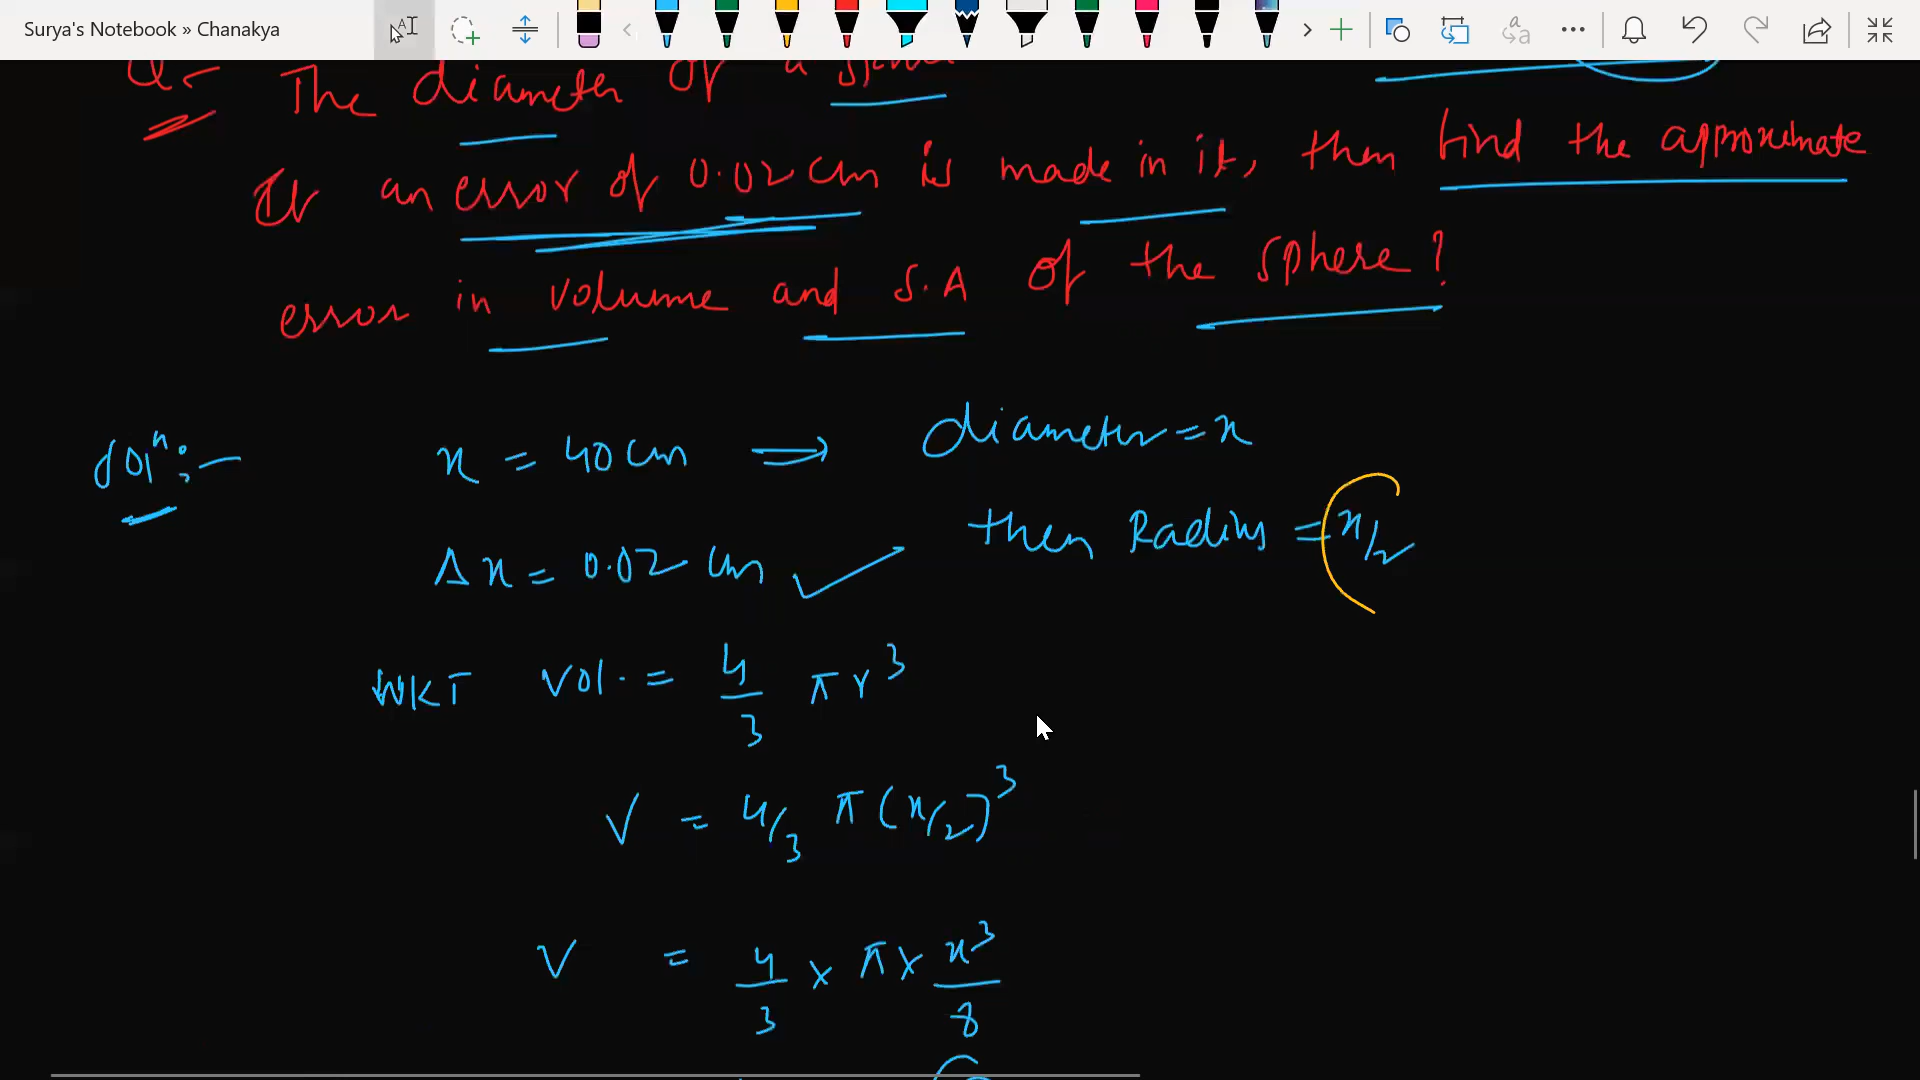 Surya's Notebook » Chanakya
The diameter of a
If an error of 0.02 cm is made in it, then find the approximate
error in volume and S.A of the sphere?
Solⁿ:-
x = 40 cm ⟹ diameter = x
then Radius = x/2
Δx = 0.02 cm ✓
WKT Vol. = 4/3 πr³
V = 4/3 π(x/2)³
V = 4/3 × π × x³/8